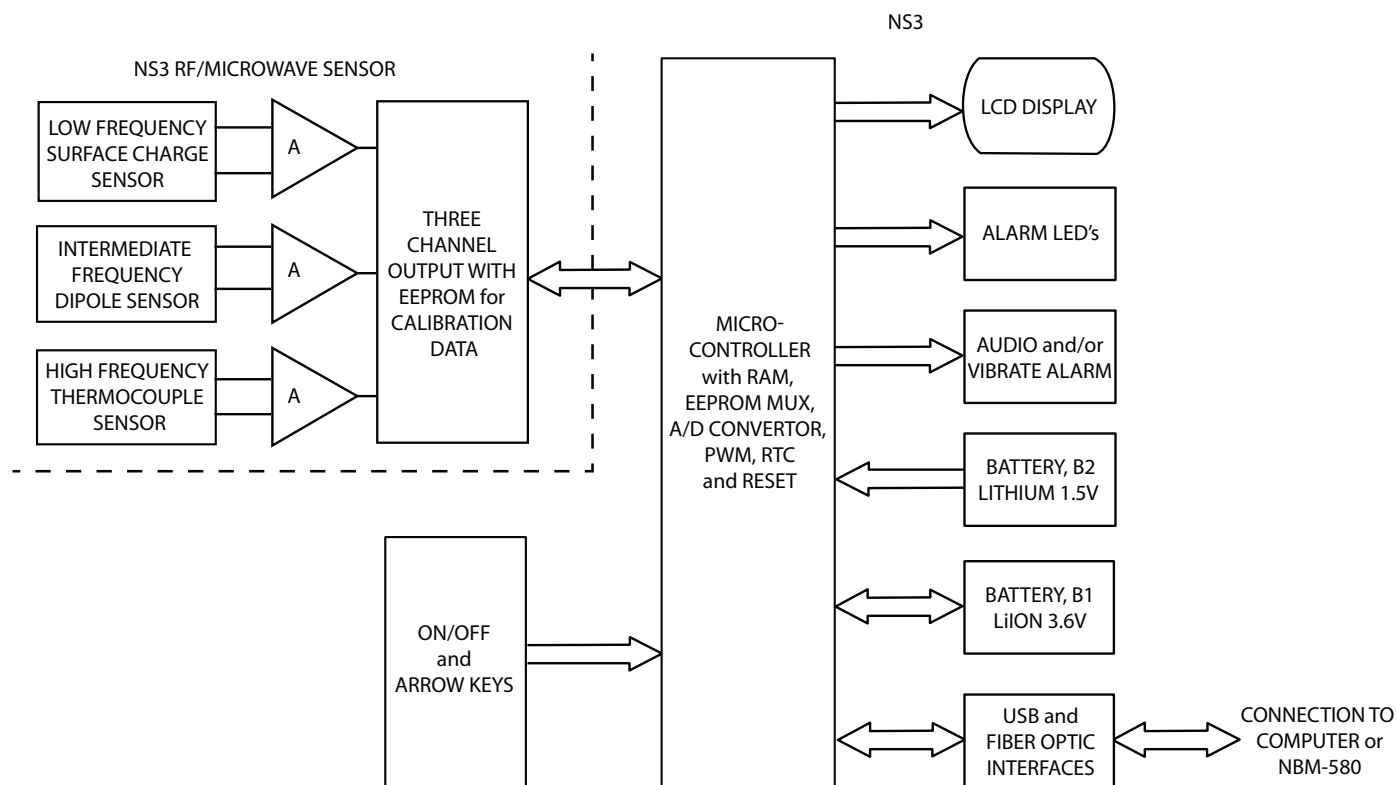 NS3
NS3 RF/MICROWAVE SENSOR
LOW FREQUENCY
SURFACE CHARGE
SENSOR
A
INTERMEDIATE
FREQUENCY
DIPOLE SENSOR
A
HIGH FREQUENCY
THERMOCOUPLE
SENSOR
A
THREE
CHANNEL
OUTPUT WITH
EEPROM for
CALIBRATION
DATA
ON/OFF
and
ARROW KEYS
MICRO-
CONTROLLER
with RAM,
EEPROM MUX,
A/D CONVERTOR,
PWM, RTC
and RESET
LCD DISPLAY
ALARM LED's
AUDIO and/or
VIBRATE ALARM
BATTERY, B2
LITHIUM 1.5V
BATTERY, B1
LiION 3.6V
USB and
FIBER OPTIC
INTERFACES
CONNECTION TO
COMPUTER or
NBM-580